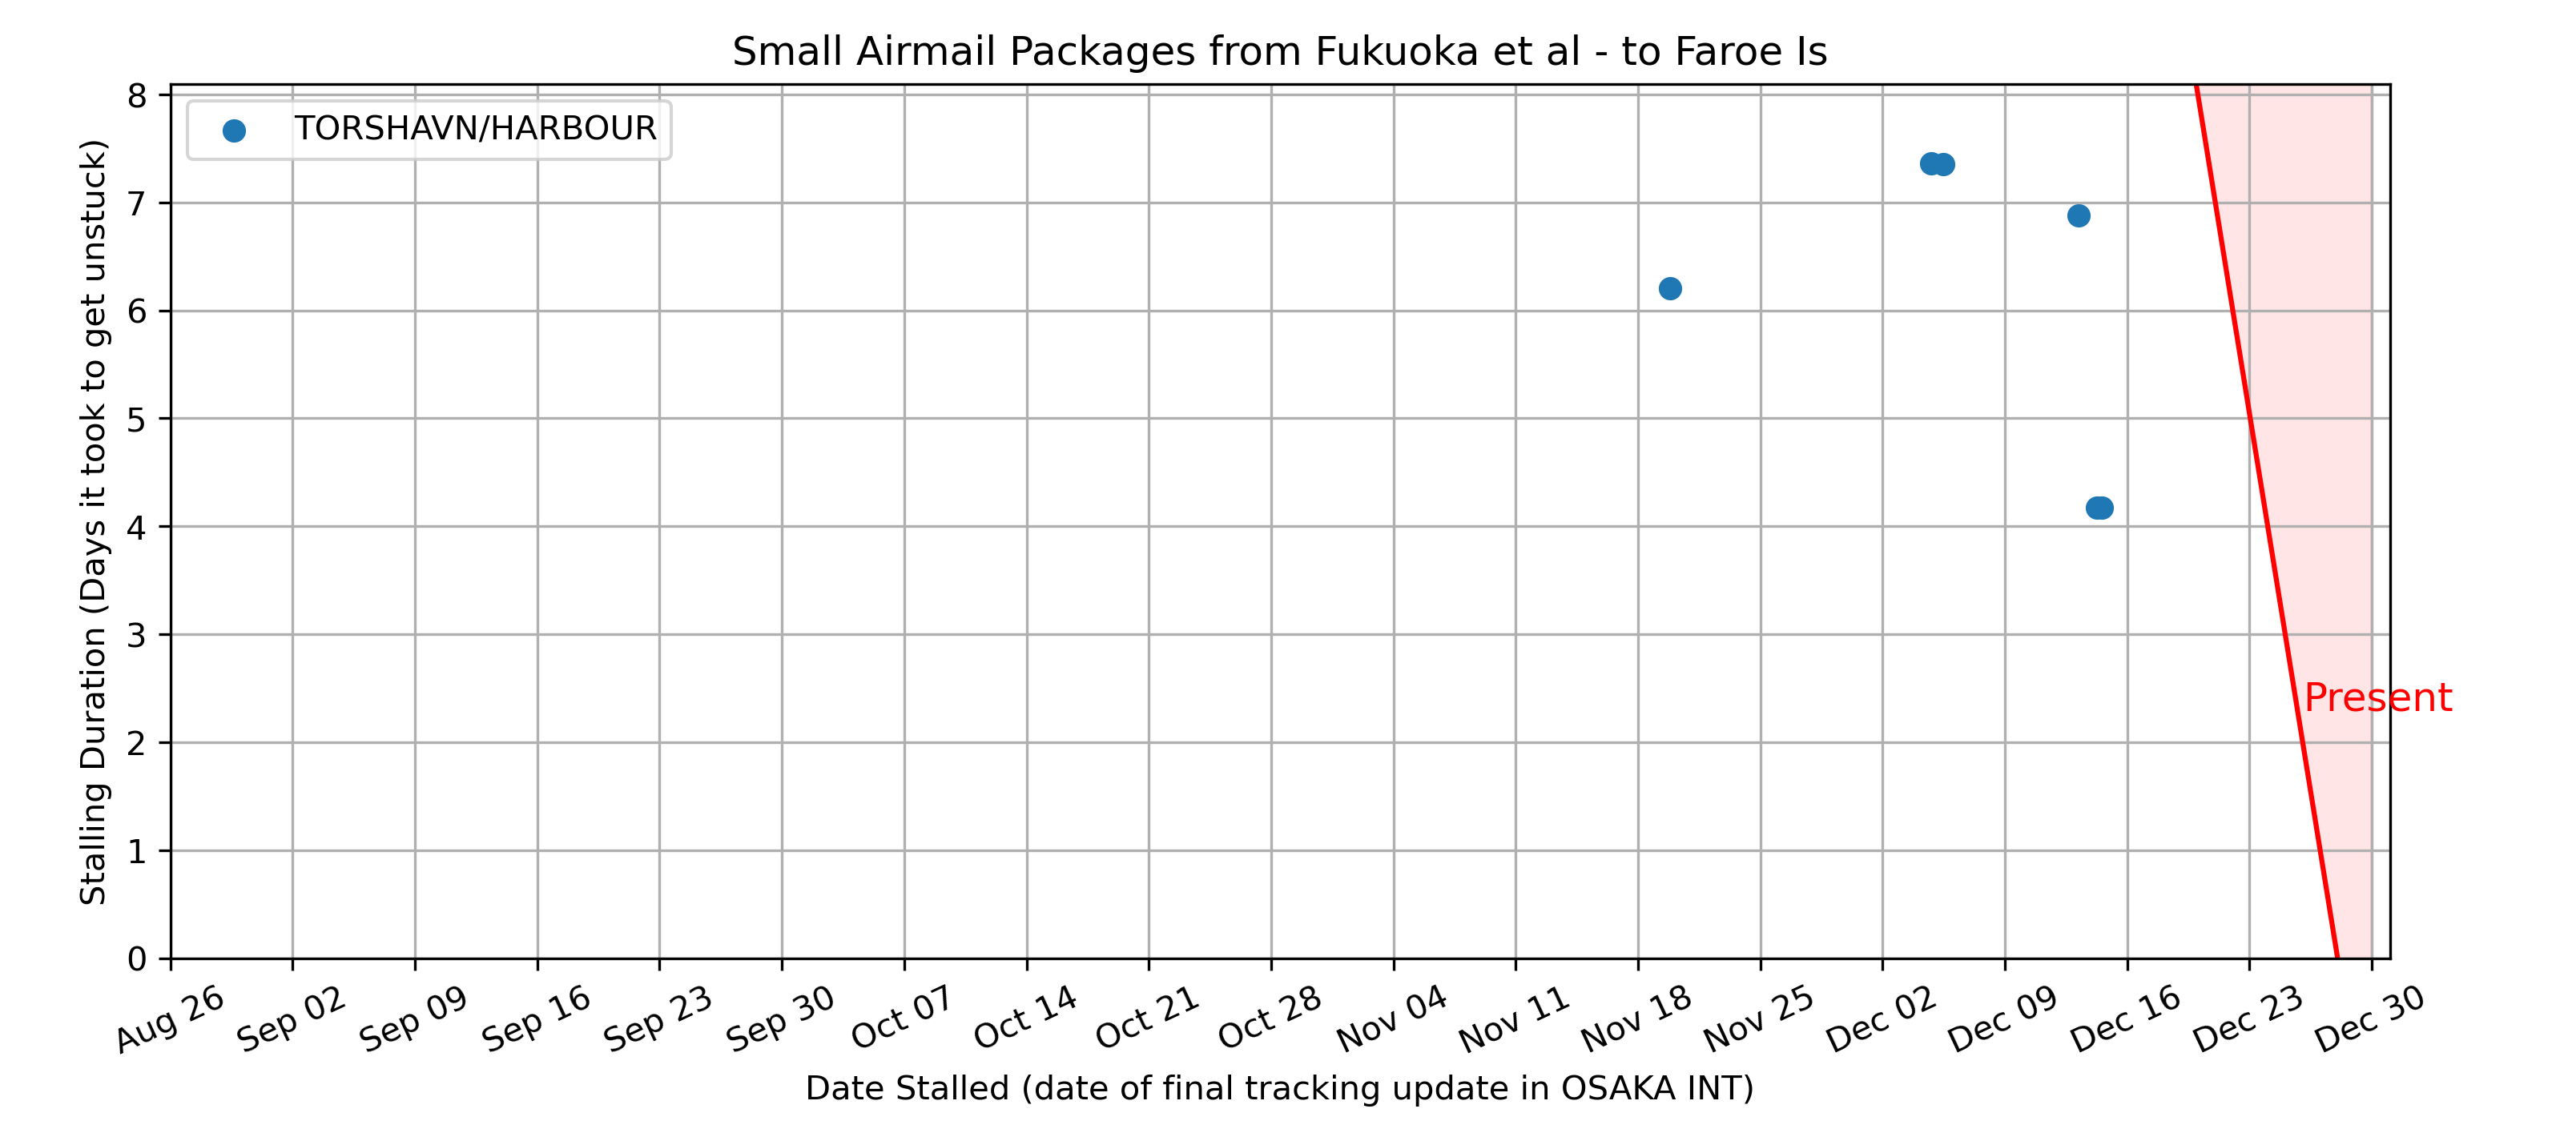 Small Airmail Packages from Fukuoka et al - to Faroe Is
TORSHAVN/HARBOUR
Stalling Duration (Days it took to get unstuck)
8
7
6
5
4
3
2
1
0
Present
Aug 26
Sep 02
Sep 09
Sep 16
Sep 23
Sep 30
Oct 07
Oct 14
Oct 21
Oct 28
Nov 04
Nov 11
Nov 18
Nov 25
Dec 02
Dec 09
Dec 16
Dec 23
Dec 30
Date Stalled (date of final tracking update in OSAKA INT)